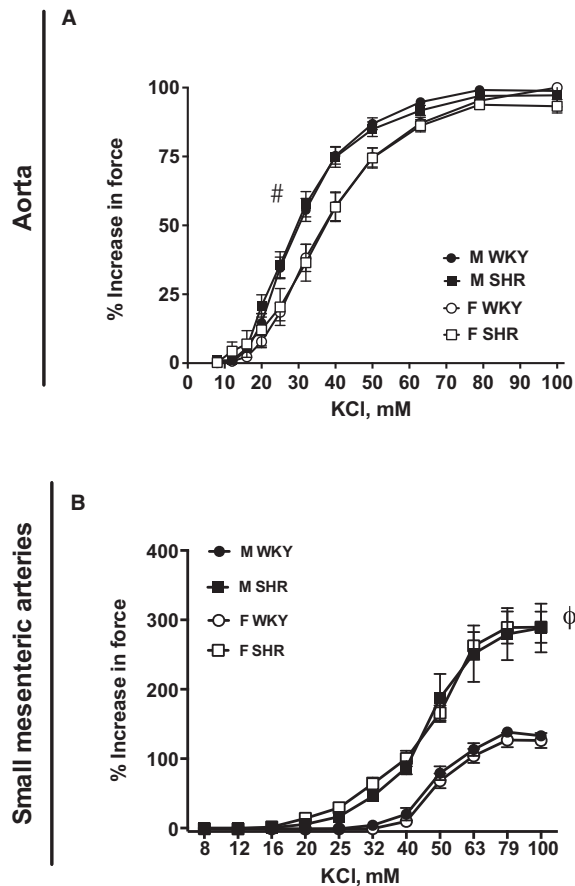 A
Aorta
% Increase in force
100
75
50
25
0
#
M WKY
M SHR
F WKY
F SHR
0 10 20 30 40 50 60 70 80 90 100
KCl, mM
B
Small mesenteric arteries
% Increase in force
400
300
200
100
0
M WKY
M SHR
F WKY
F SHR
ϕ
8 12 16 20 25 32 40 50 63 79 100
KCl, mM